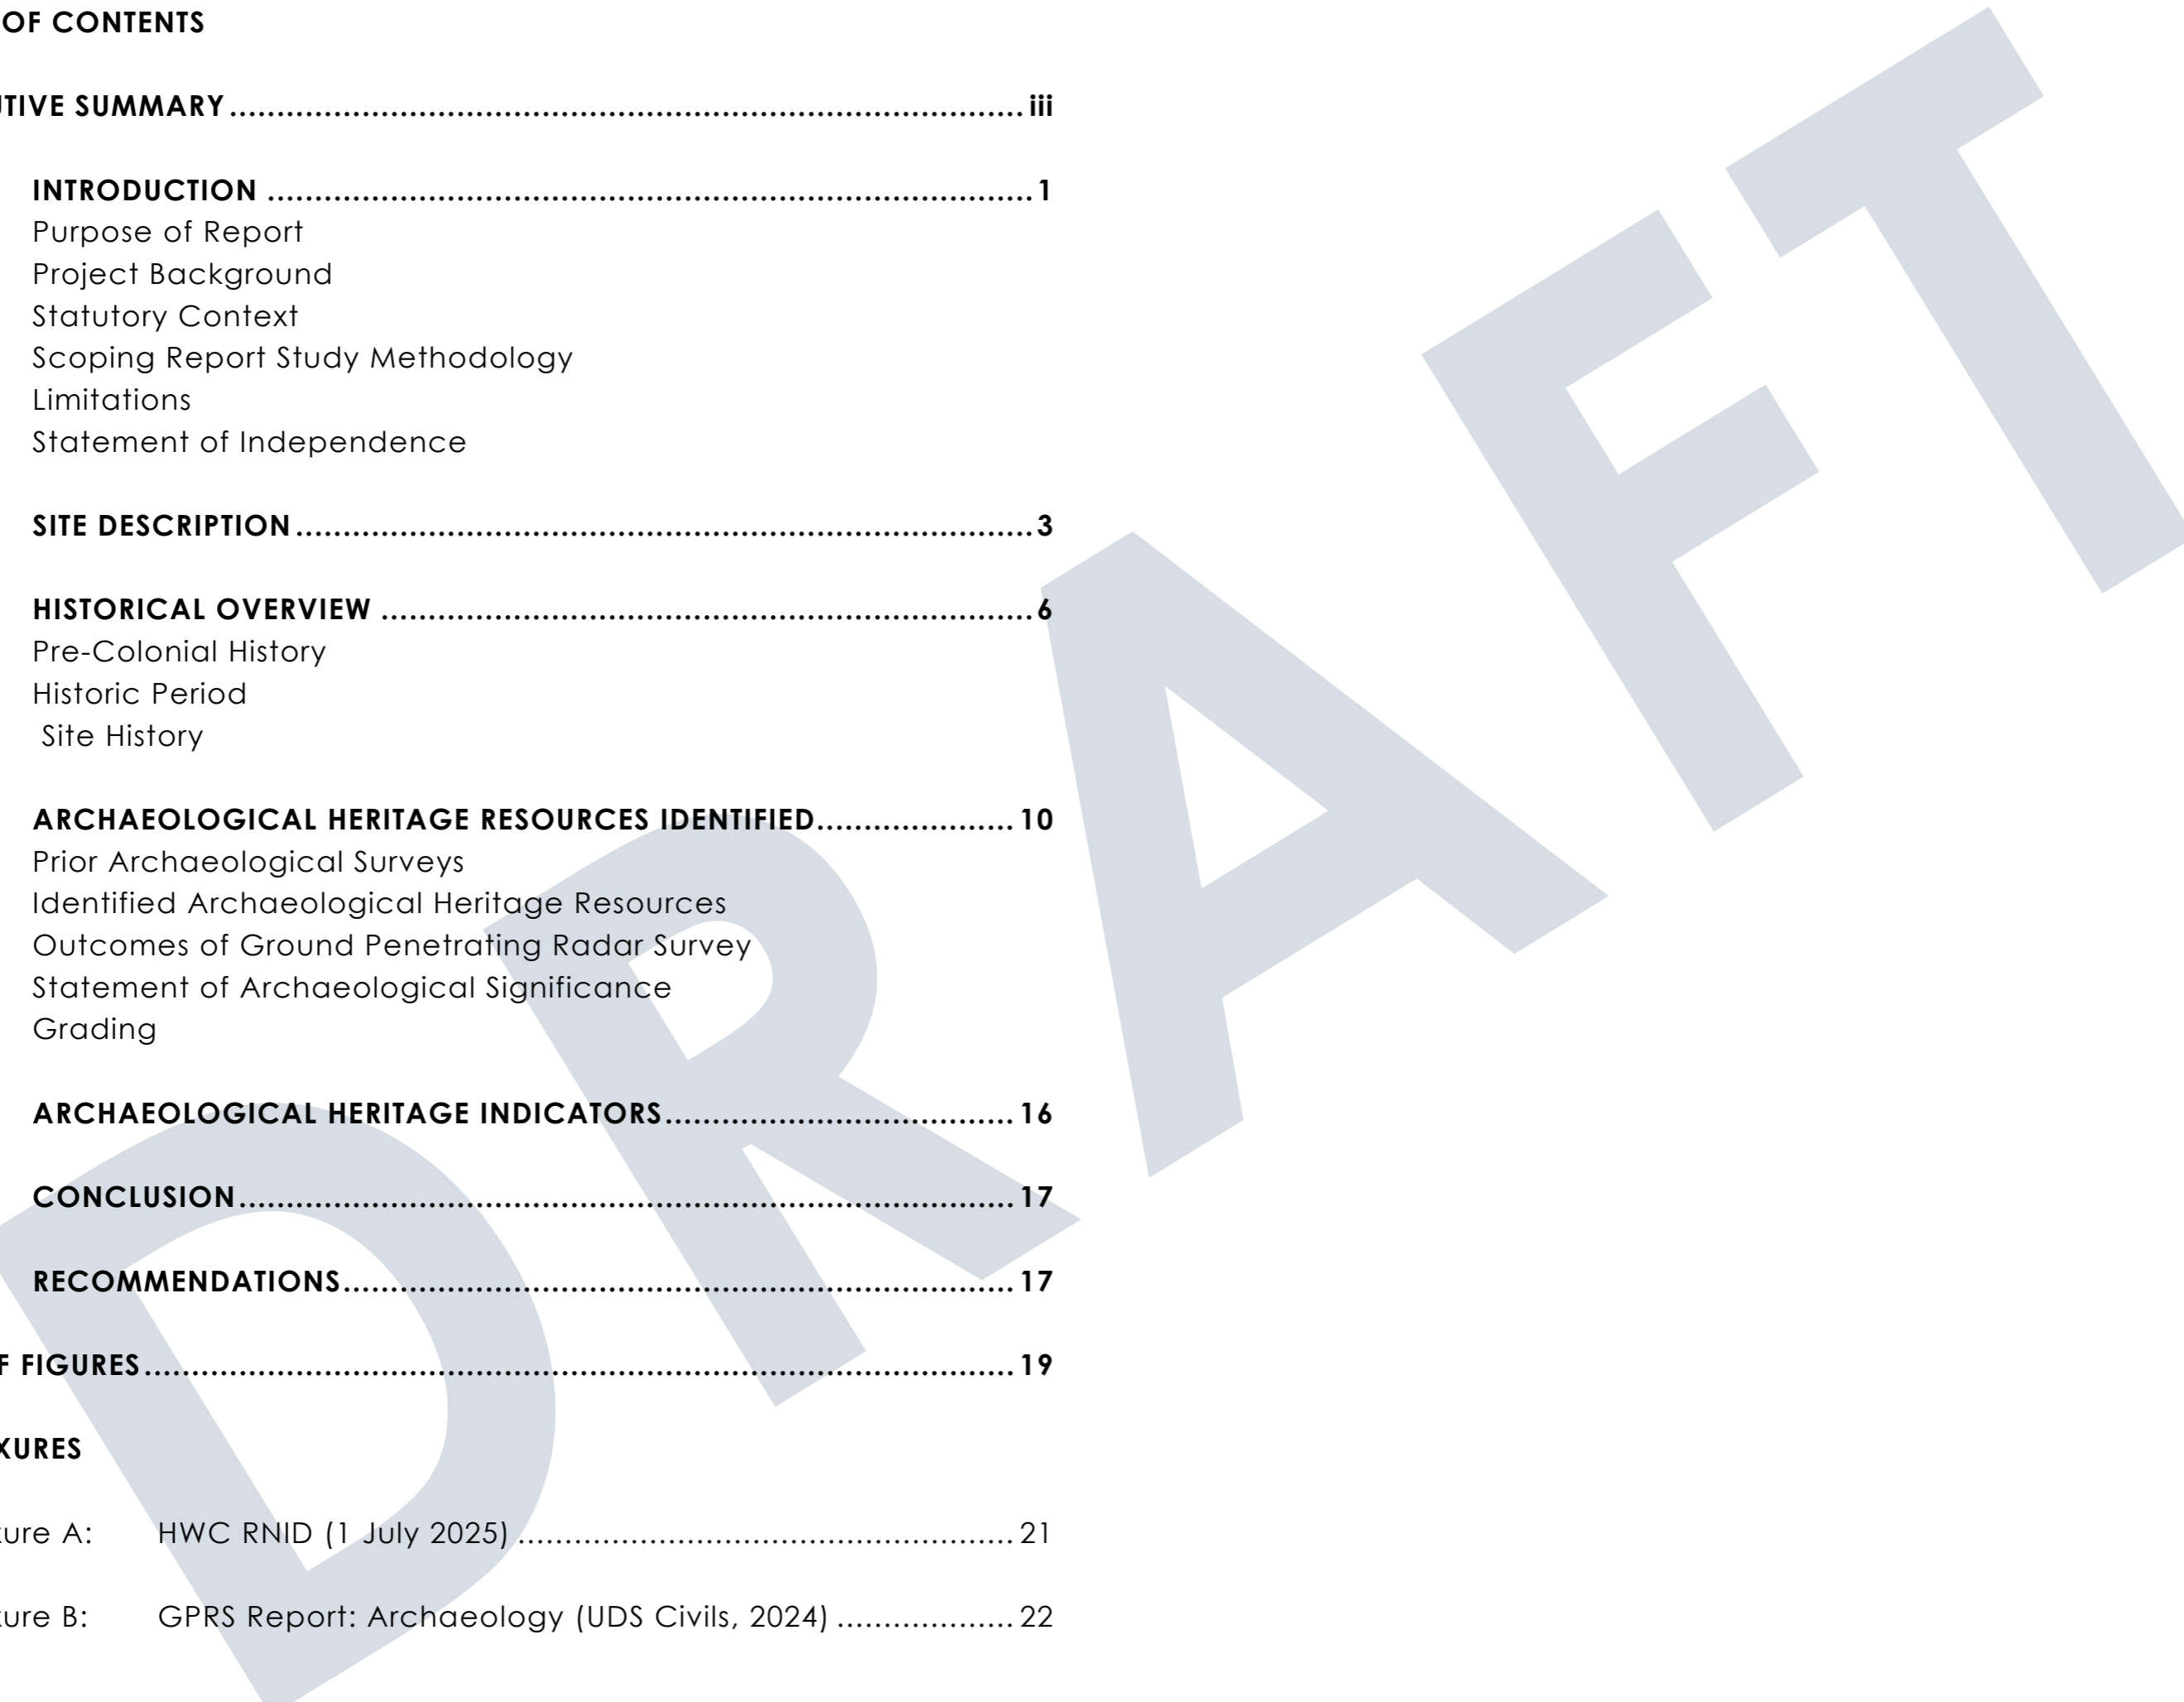 OF CONTENTS
UTIVE SUMMARY.......................................................................................iii
INTRODUCTION ....................................................................................1
Purpose of Report
Project Background
Statutory Context
Scoping Report Study Methodology
Limitations
Statement of Independence
SITE DESCRIPTION.................................................................................3
HISTORICAL OVERVIEW ........................................................................6
Pre-Colonial History
Historic Period
Site History
ARCHAEOLOGICAL HERITAGE RESOURCES IDENTIFIED..................... 10
Prior Archaeological Surveys
Identified Archaeological Heritage Resources
Outcomes of Ground Penetrating Radar Survey
Statement of Archaeological Significance
Grading
ARCHAEOLOGICAL HERITAGE INDICATORS...................................... 16
CONCLUSION.................................................................................... 17
RECOMMENDATIONS......................................................................... 17
F FIGURES.............................................................................................. 19
XURES
xure A: HWC RNID (1 July 2025)...................................................... 21
xure B: GPRS Report: Archaeology (UDS Civils, 2024)................... 22
DRAFT